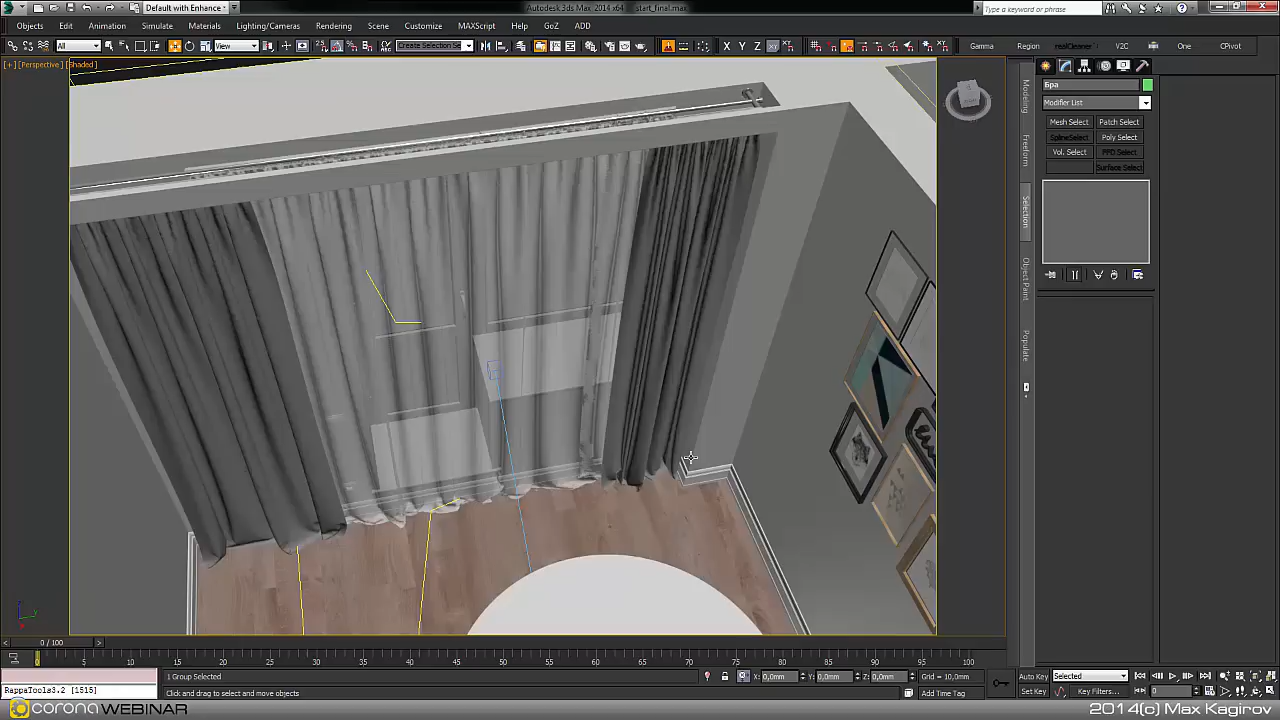 Default with Enhance
Autodesk 3ds Max 2014 x64
start_final.max
Type a keyword or phrase
Objects
Edit
Animation
Simulate
Materials
Lighting/Cameras
Rendering
Scene
Customize
MAXScript
Help
GoZ
ADD
All
View
Create Selection Se
X
Y
Z
Gamma
Region
realCleaner
V2C
One
CPivot
[+] [Perspective] [Shaded]
Modeling
Freeform
Selection
Object Paint
Populate
Бра
Modifier List
Mesh Select
Patch Select
SplineSelect
Poly Select
Vol. Select
FFD Select
Surface Select
0 / 100
0
5
10
15
20
25
30
35
40
45
50
55
60
65
70
75
80
85
90
95
100
1 Group Selected
X: 0,0mm
Y: 0,0mm
Z: 0,0mm
Grid = 10,0mm
Auto Key
Selected
RappaTools3.2 [1515]
Click and drag to select and move objects
Add Time Tag
Set Key
Key Filters...
0
corona WEBINAR
2014(c) Max Kagirov